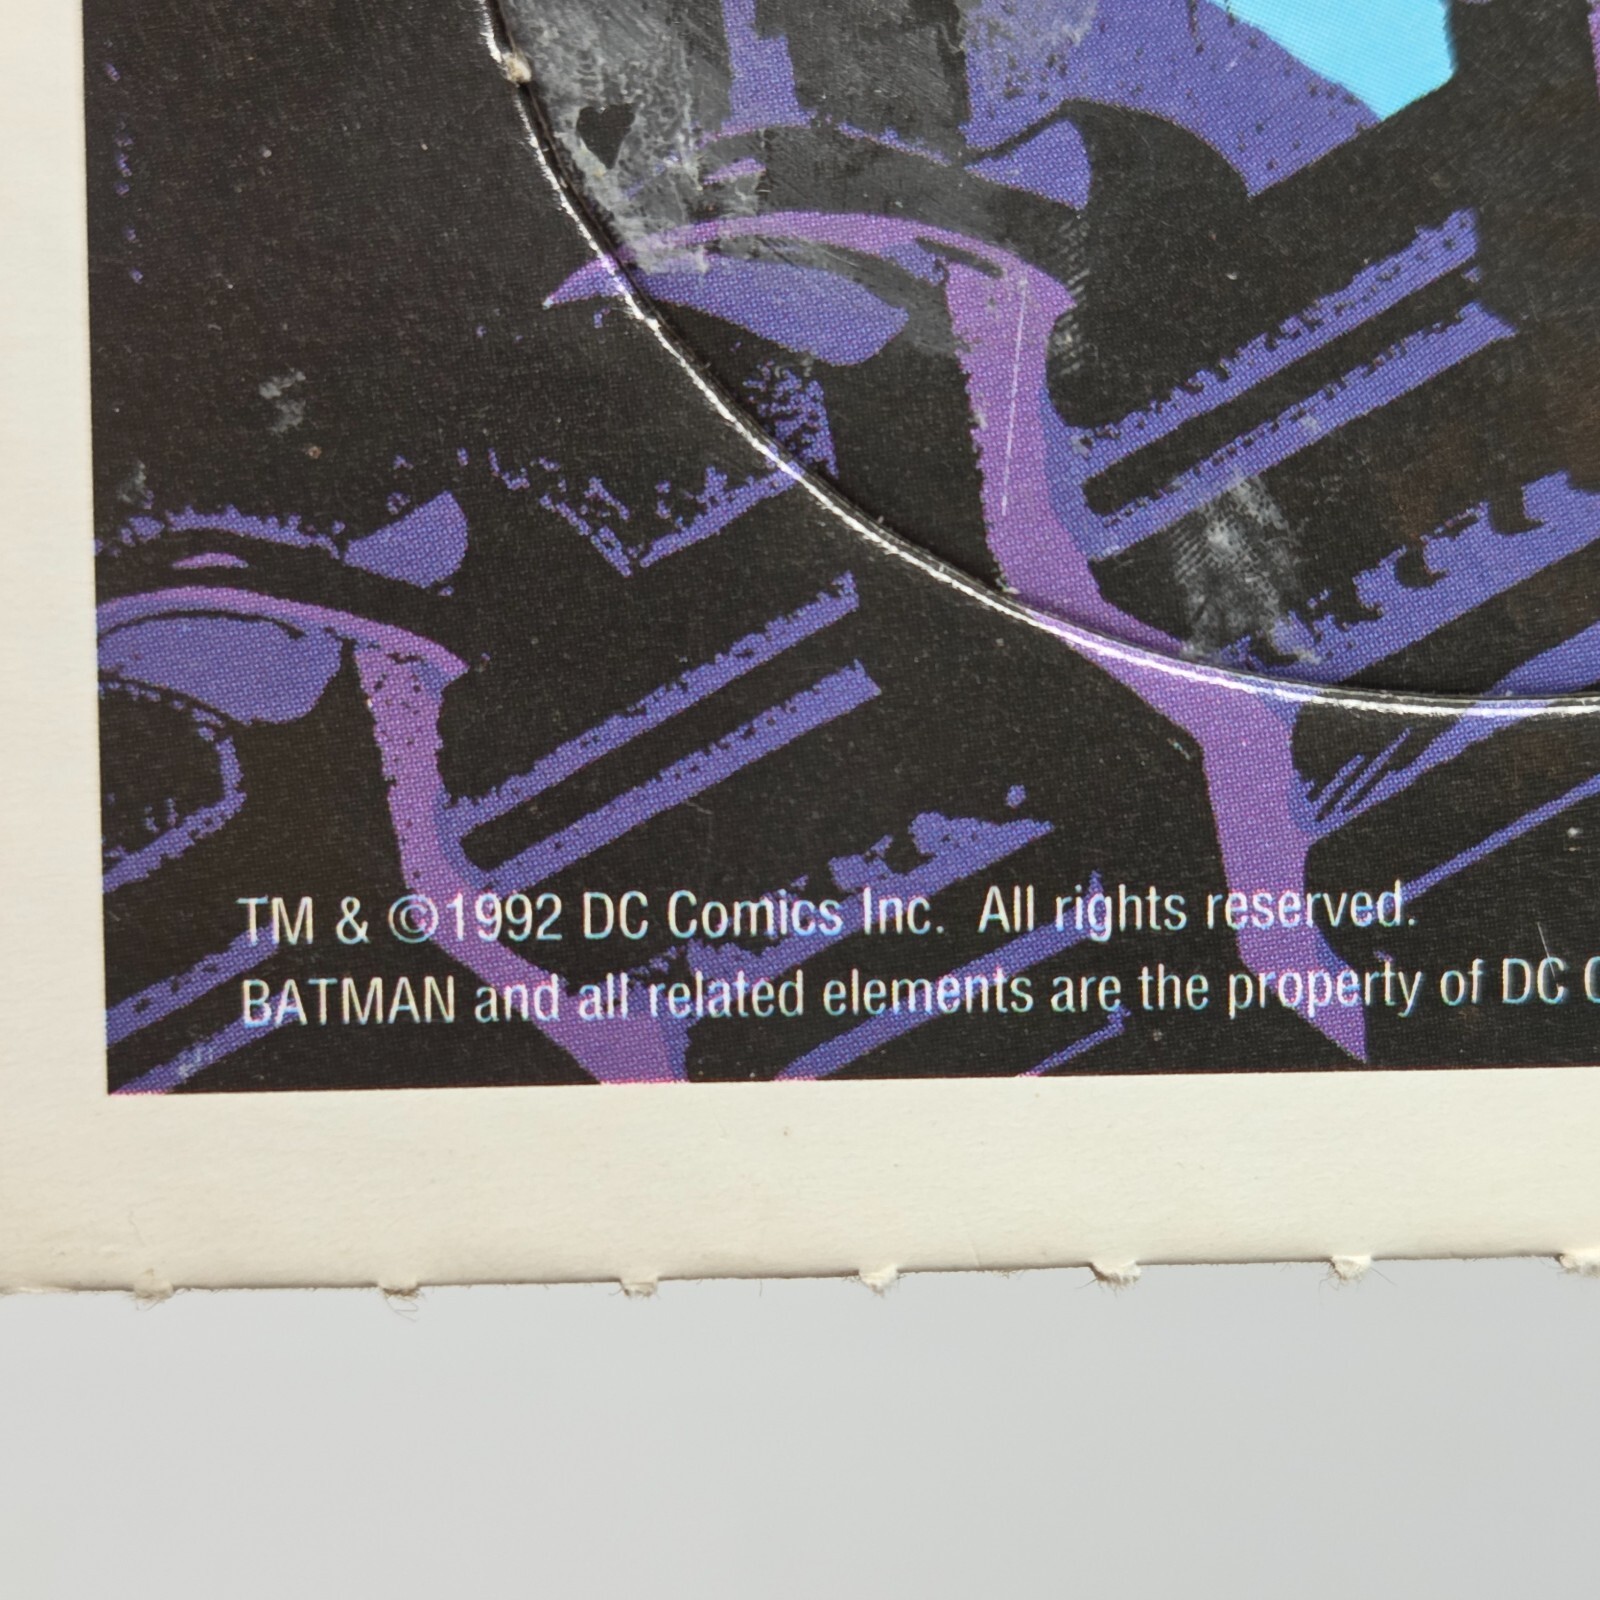 TM & ©1992 DC Comics Inc. All rights reserved.
BATMAN and all related elements are the property of DC C